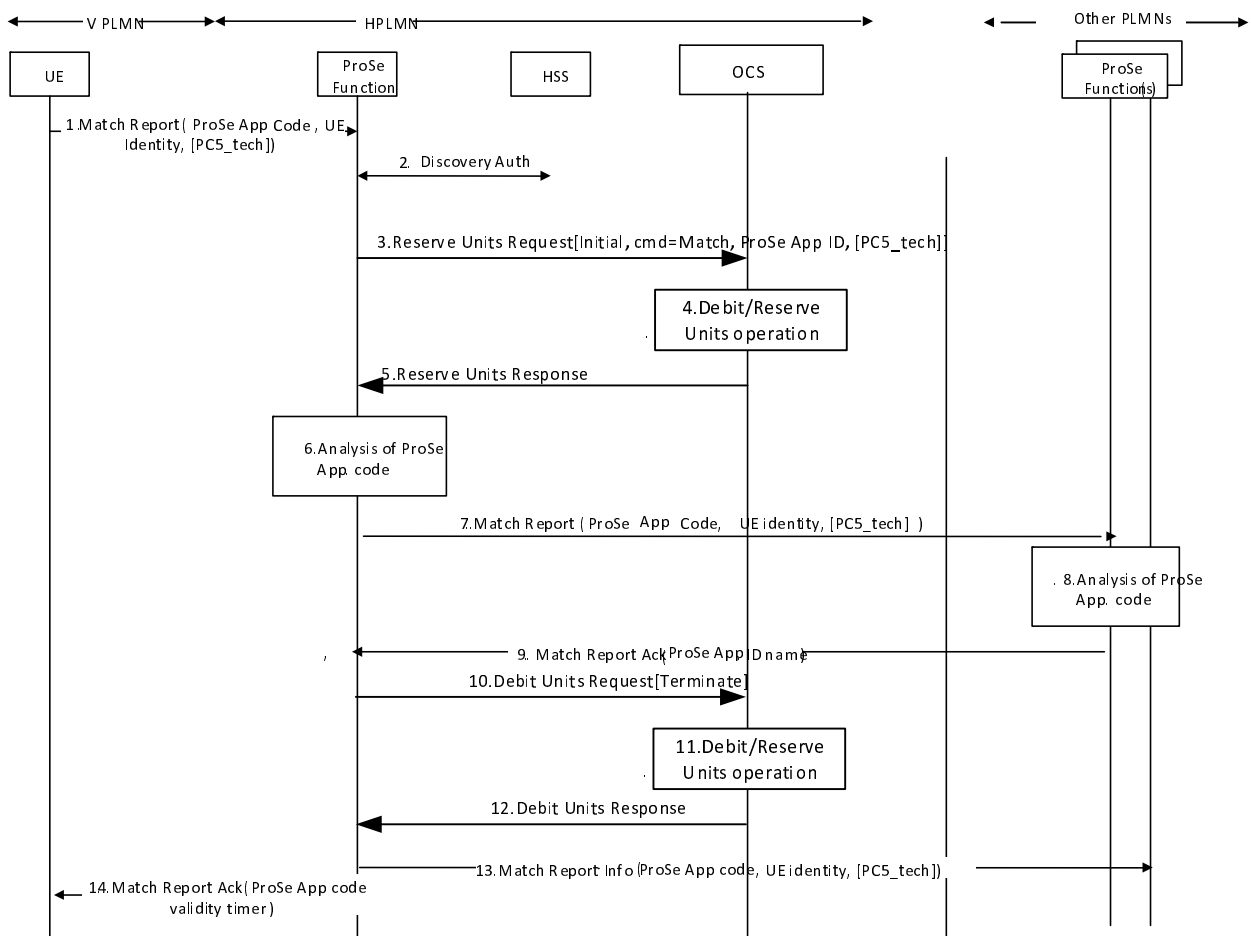 V PLMN
HPLMN
Other PLMNs
UE
ProSe
Function
HSS
OCS
ProSe
Functions()
1.Match Report( ProSe App Code , UE
Identity, [PC5_tech])
2. Discovery Auth
3.Reserve Units Request[Initial, cmd=Match, ProSe App ID, [PC5_tech]]
4.Debit/Reserve
Units operation
.
5.Reserve Units Response
6.Analysis of ProSe
App. code
7.Match Report ( ProSe App Code, UE identity, [PC5_tech] )
. 8.Analysis of ProSe
App. code
,
9. Match Report Ack(ProSe App ID name)
10.Debit Units Request[Terminate]
11.Debit/Reserve
Units operation
.
12.Debit Units Response
13.Match Report Info (ProSe App code, UE identity, [PC5_tech])
14.Match Report Ack( ProSe App code
validity timer )